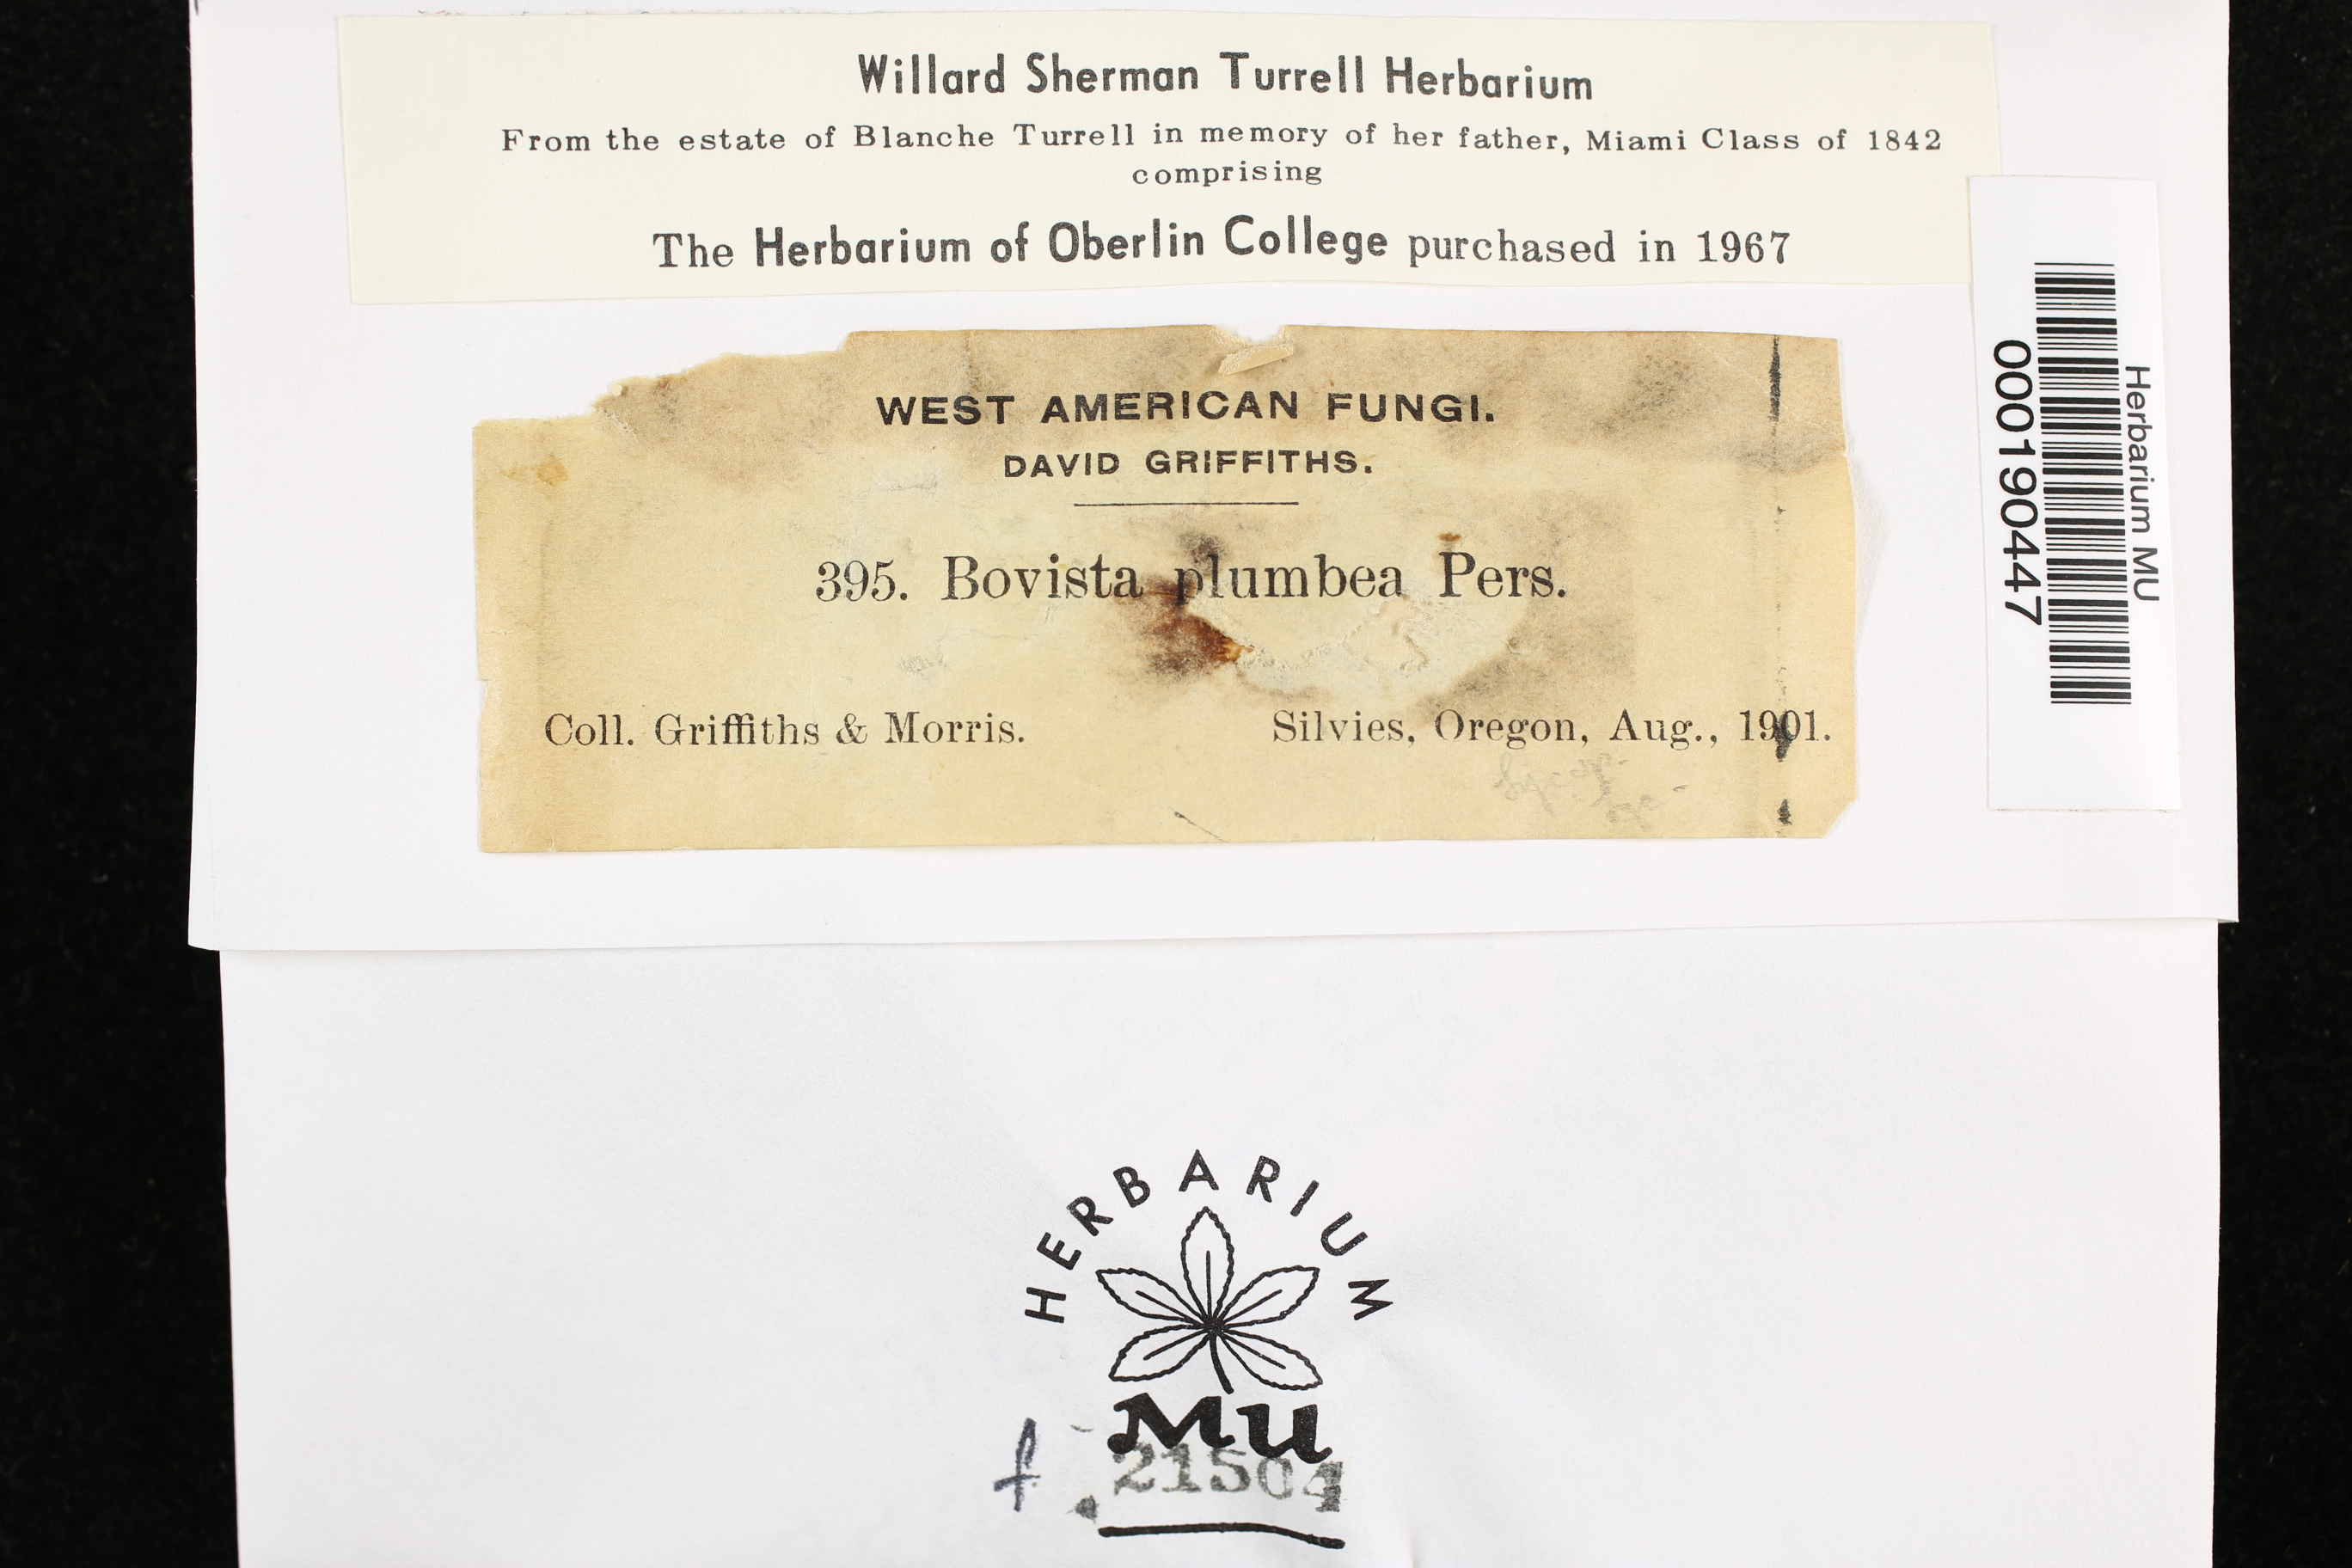 Willard Sherman Turrell Herbarium
From the estate of Blanche Turrell in memory of her father, Miami Class of 1842
comprising
The Herbarium of Oberlin College purchased in 1967
Herbarium MU
000190447
WEST AMERICAN FUNGI.
DAVID GRIFFITHS.
395. Bovista plumbea Pers.
Coll. Griffiths & Morris. Silvies, Oregon, Aug., 1901.
HERBARIUM
MU
f. 21504